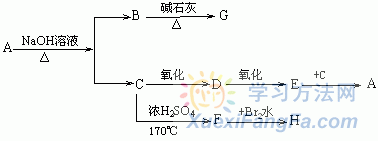 B 碱石灰 △ G
A NaOH溶液 △
C 氧化 D 氧化 E +C A
浓H₂SO₄ 170℃ F +Br₂水 H
学习方法网
XueXiFangFa.com